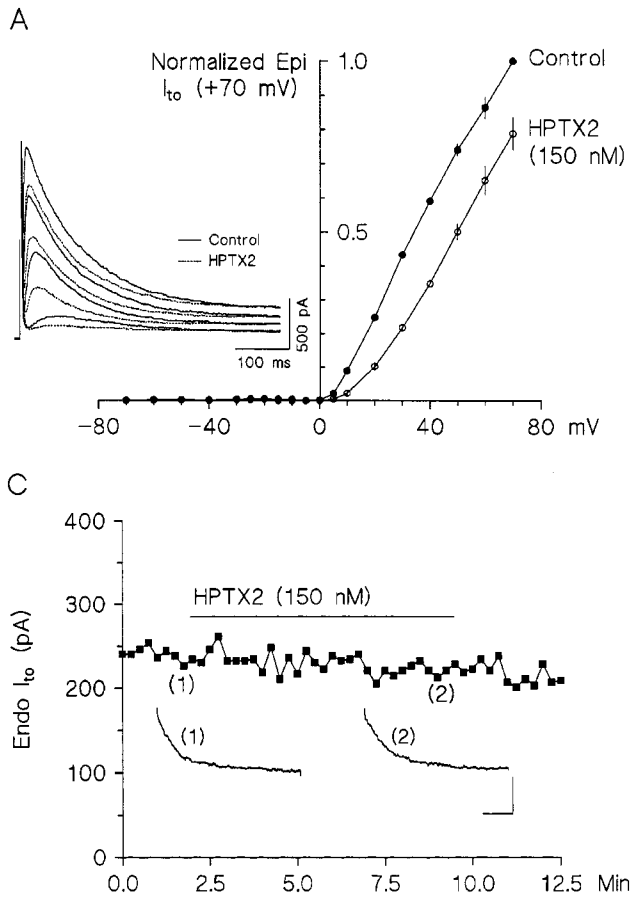 A
Normalized Epi
Ito (+70 mV)
1.0
Control
HPTX2
(150 nM)
0.5
Control
HPTX2
500 pA
100 ms
−80
−40
0
40
80
mV
C
400
HPTX2 (150 nM)
300
Endo Ito (pA)
(1)
(2)
200
(1)
(2)
100
0
0.0
2.5
5.0
7.5
10.0
12.5
Min